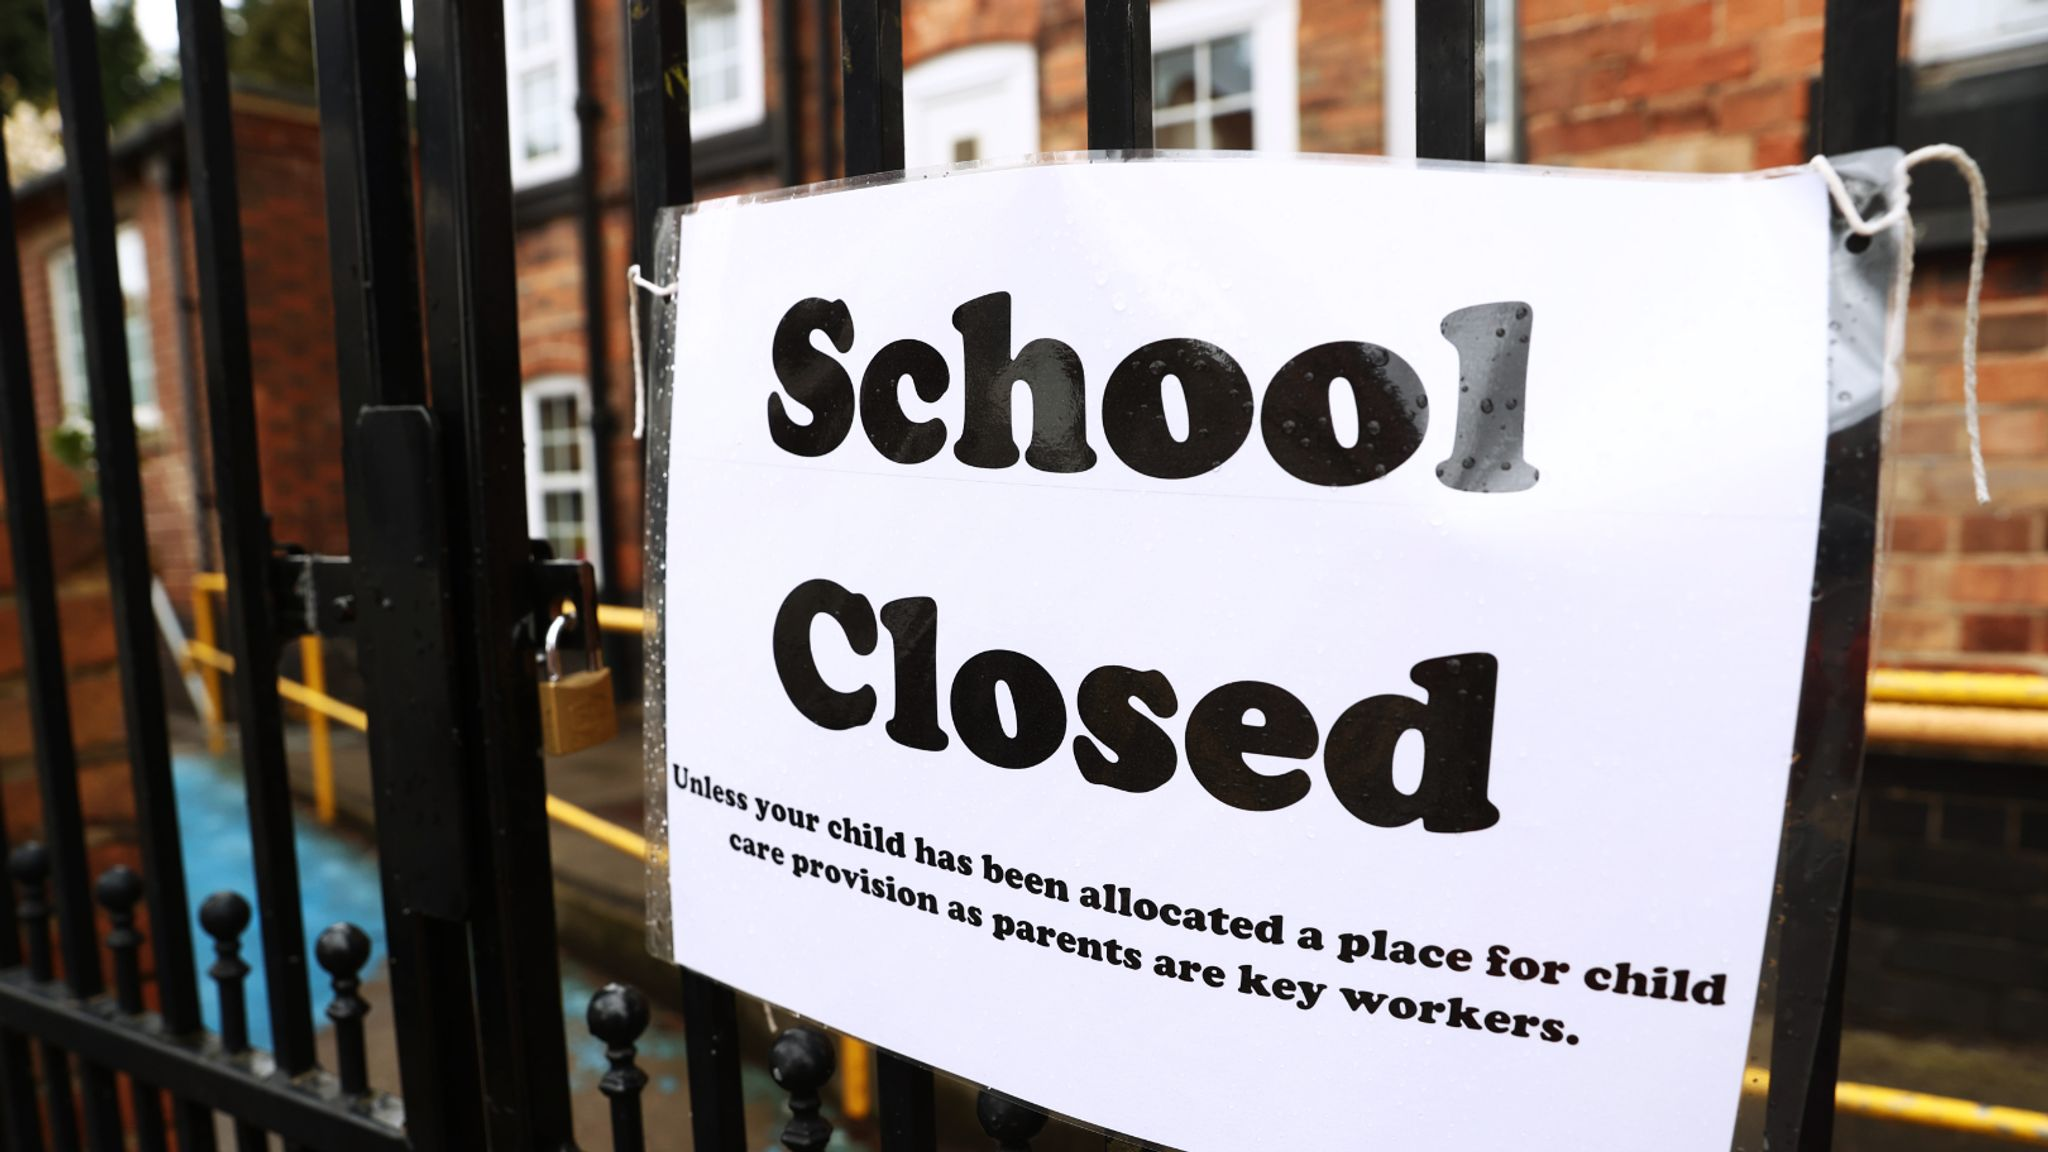 School
Closed
Unless your child has been allocated a place for child
care provision as parents are key workers.